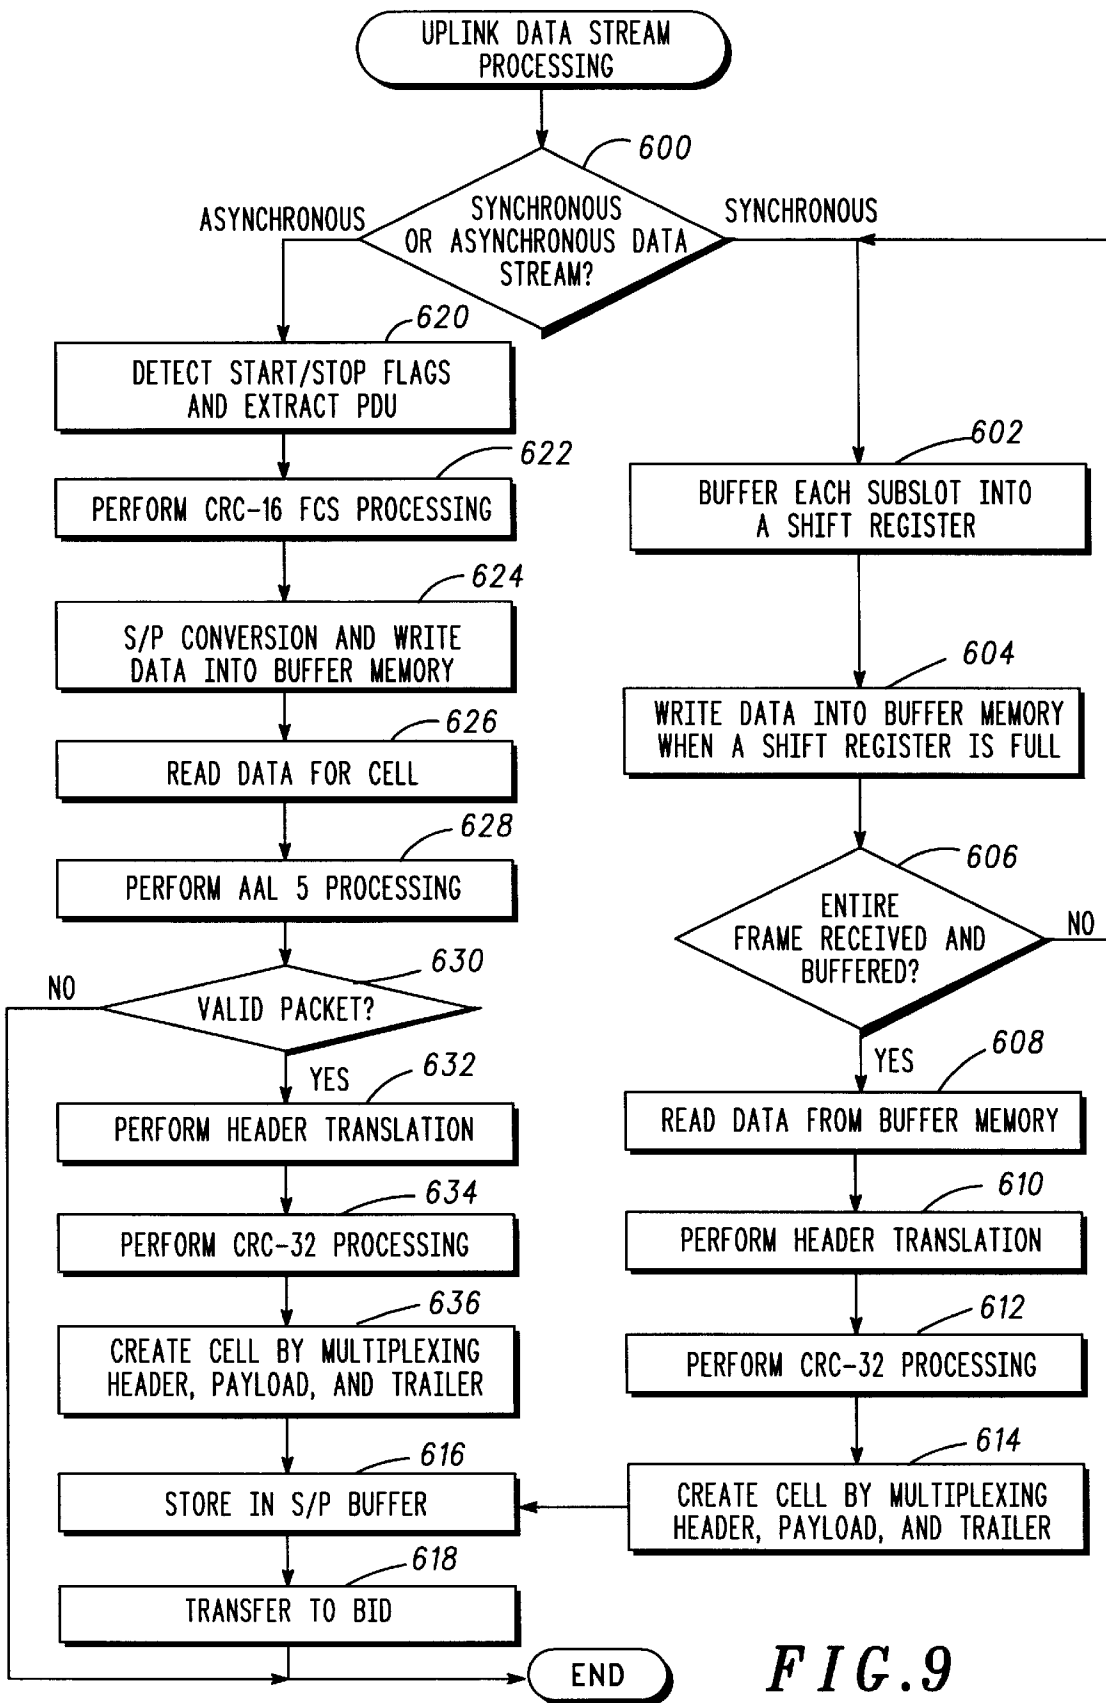 UPLINK DATA STREAM
PROCESSING
600
SYNCHRONOUS
OR ASYNCHRONOUS DATA
STREAM?
ASYNCHRONOUS
SYNCHRONOUS
620
DETECT START/STOP FLAGS
AND EXTRACT PDU
622
PERFORM CRC-16 FCS PROCESSING
624
S/P CONVERSION AND WRITE
DATA INTO BUFFER MEMORY
626
READ DATA FOR CELL
628
PERFORM AAL 5 PROCESSING
630
VALID PACKET?
NO
YES
632
PERFORM HEADER TRANSLATION
634
PERFORM CRC-32 PROCESSING
636
CREATE CELL BY MULTIPLEXING
HEADER, PAYLOAD, AND TRAILER
602
BUFFER EACH SUBSLOT INTO
A SHIFT REGISTER
604
WRITE DATA INTO BUFFER MEMORY
WHEN A SHIFT REGISTER IS FULL
606
ENTIRE
FRAME RECEIVED AND
BUFFERED?
NO
YES
608
READ DATA FROM BUFFER MEMORY
610
PERFORM HEADER TRANSLATION
612
PERFORM CRC-32 PROCESSING
614
CREATE CELL BY MULTIPLEXING
HEADER, PAYLOAD, AND TRAILER
616
STORE IN S/P BUFFER
618
TRANSFER TO BID
END
FIG.9